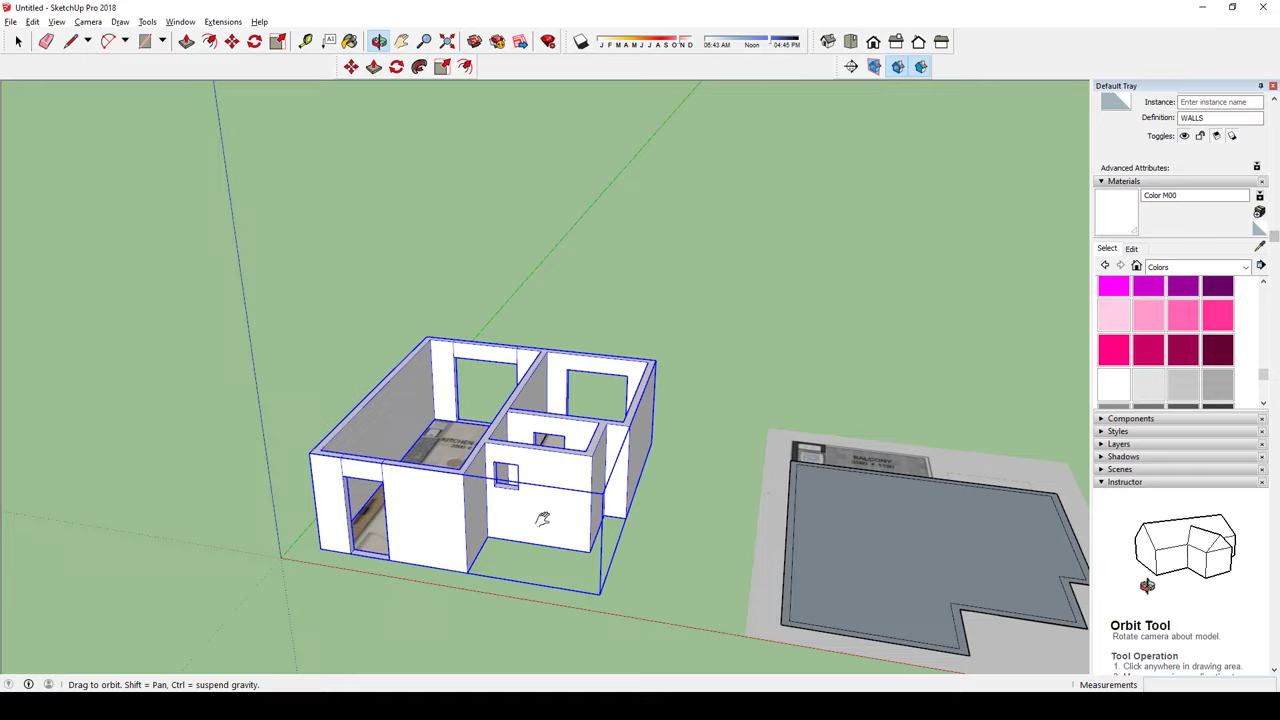 Untitled - SketchUp Pro 2018
File Edit View Camera Draw Tools Window Extensions Help
J F M A M J J A S O N D 06:43 AM Noon 04:45 PM
Default Tray
Instance: Enter instance name
Definition: WALLS
Toggles:
Advanced Attributes:
Materials
Color M00
Select Edit
Colors
Components
Styles
Layers
Shadows
Scenes
Instructor
KITCHEN
BALCONY
Orbit Tool
Rotate camera about model.
Tool Operation
1. Click anywhere in drawing area.
Drag to orbit. Shift = Pan, Ctrl = suspend gravity.
Measurements